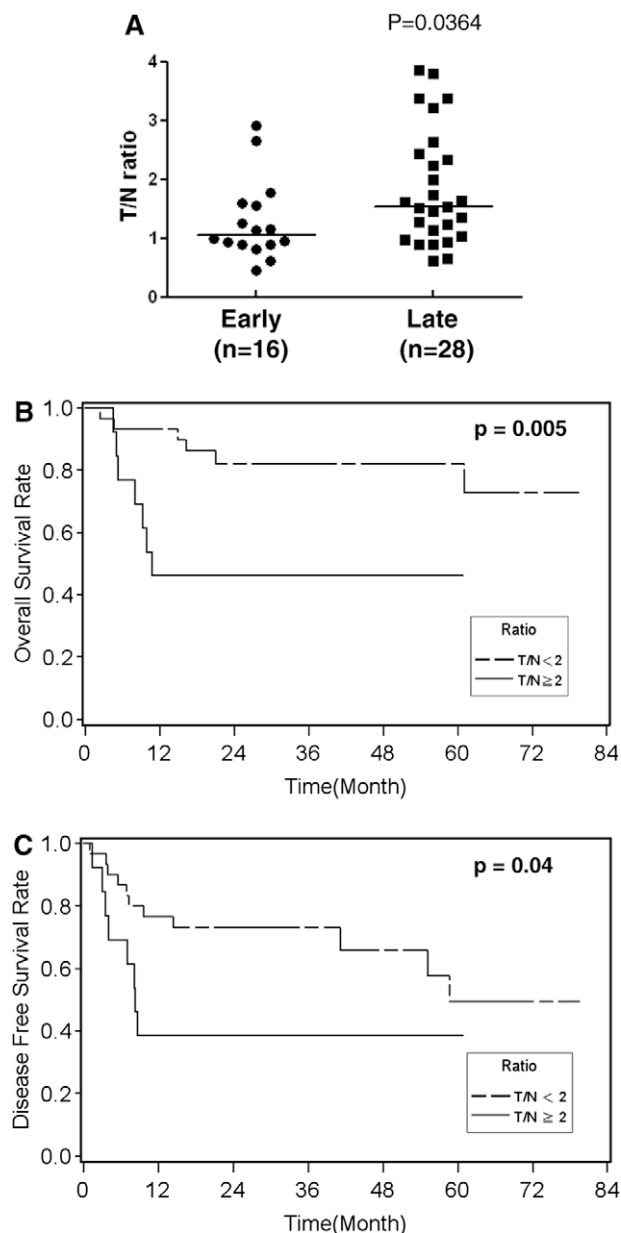 A
P=0.0364
T/N ratio
4
3
2
1
0
Early
(n=16)
Late
(n=28)
B
p = 0.005
Overall Survival Rate
1.0
0.8
0.6
0.4
0.2
0.0
Ratio
T/N < 2
T/N ≧ 2
0 12 24 36 48 60 72 84
Time(Month)
C
p = 0.04
Disease Free Survival Rate
1.0
0.8
0.6
0.4
0.2
0.0
Ratio
T/N < 2
T/N ≧ 2
0 12 24 36 48 60 72 84
Time(Month)